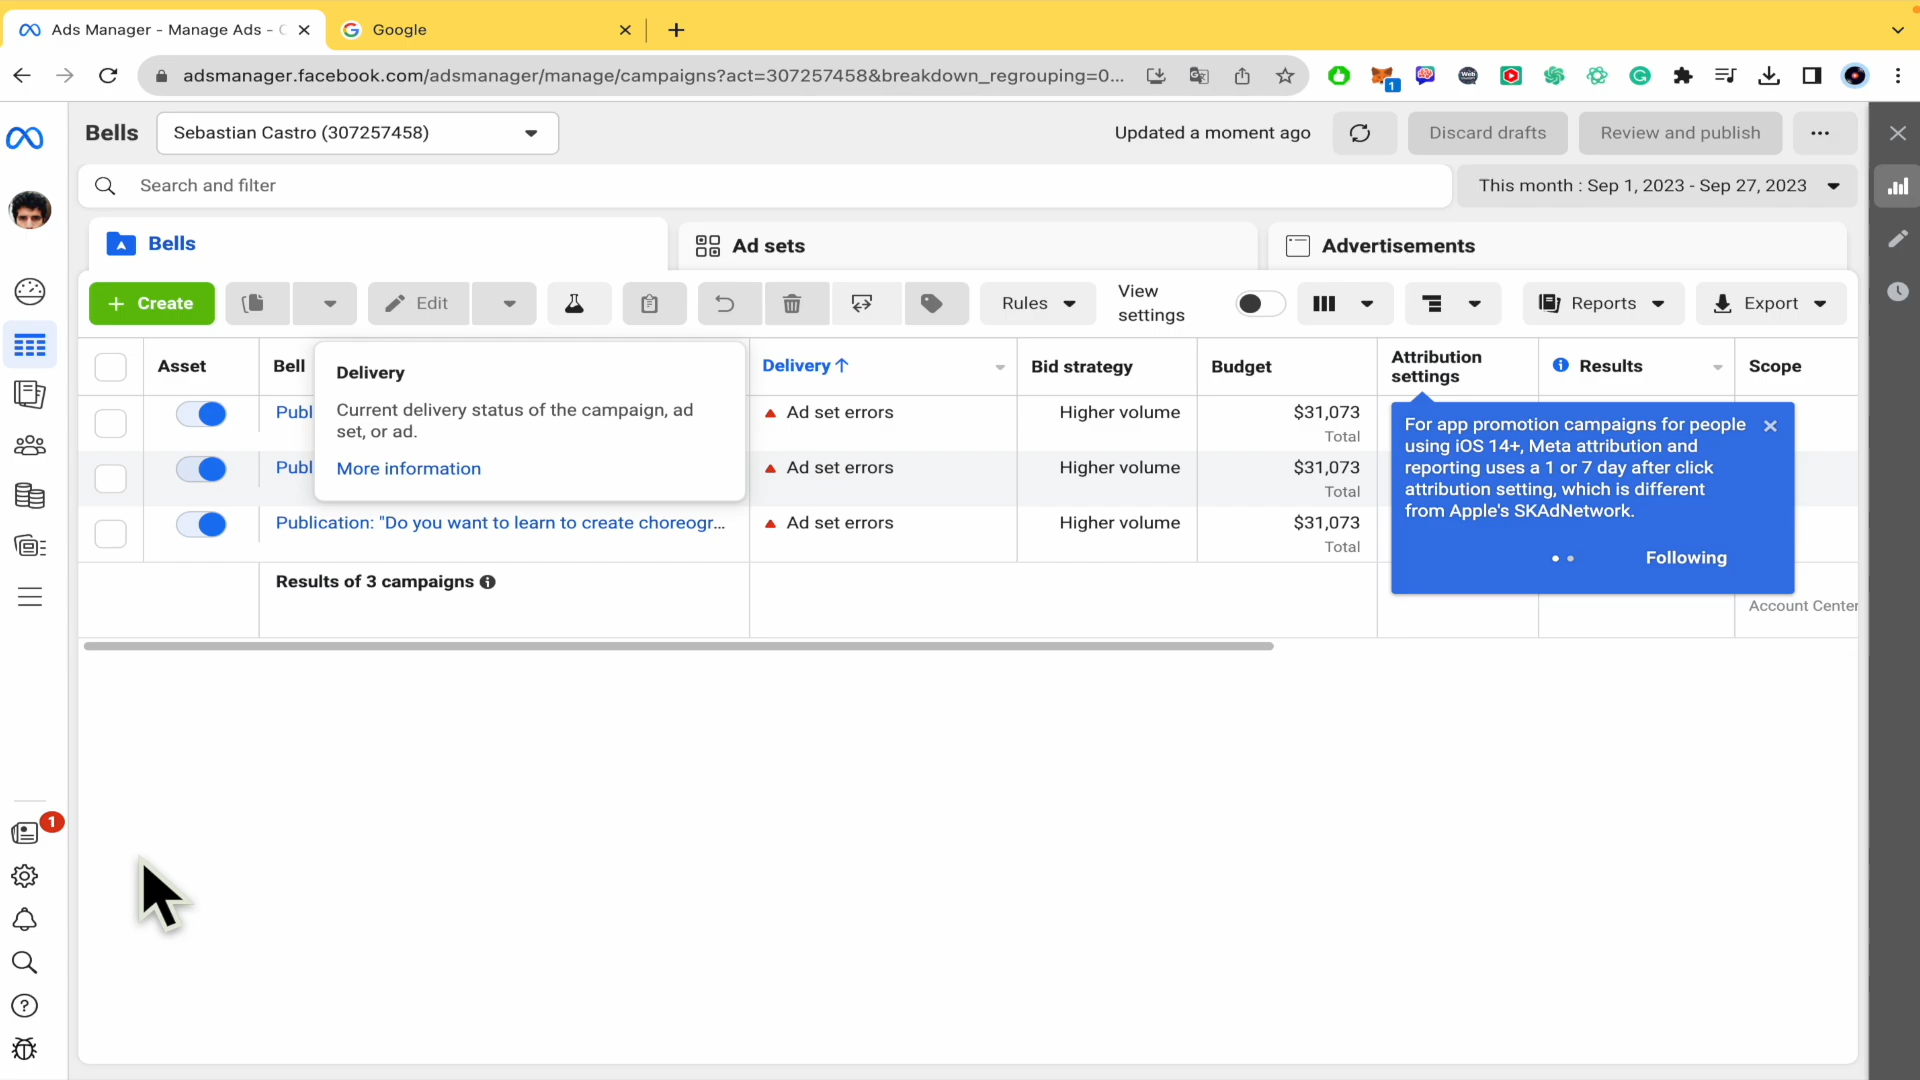 Ads Manager - Manage Ads - C
Google
adsmanager.facebook.com/adsmanager/manage/campaigns?act=307257458&breakdown_regrouping=0...
1
Bells
Sebastian Castro (307257458)
Updated a moment ago
Discard drafts
Review and publish
Search and filter
This month : Sep 1, 2023 - Sep 27, 2023
Bells
Ad sets
Advertisements
Create
Edit
Rules
View
settings
Reports
Export
Asset
Bell
Delivery
Bid strategy
Budget
Attribution
settings
Results
Scope
Delivery
Current delivery status of the campaign, ad
set, or ad.
More information
Publ
Ad set errors
Higher volume
$31,073
Total
Publ
Ad set errors
Higher volume
$31,073
Total
Publication: "Do you want to learn to create choreogr...
Ad set errors
Higher volume
$31,073
Total
For app promotion campaigns for people
using iOS 14+, Meta attribution and
reporting uses a 1 or 7 day after click
attribution setting, which is different
from Apple's SKAdNetwork.
Following
Results of 3 campaigns
Account Center
1